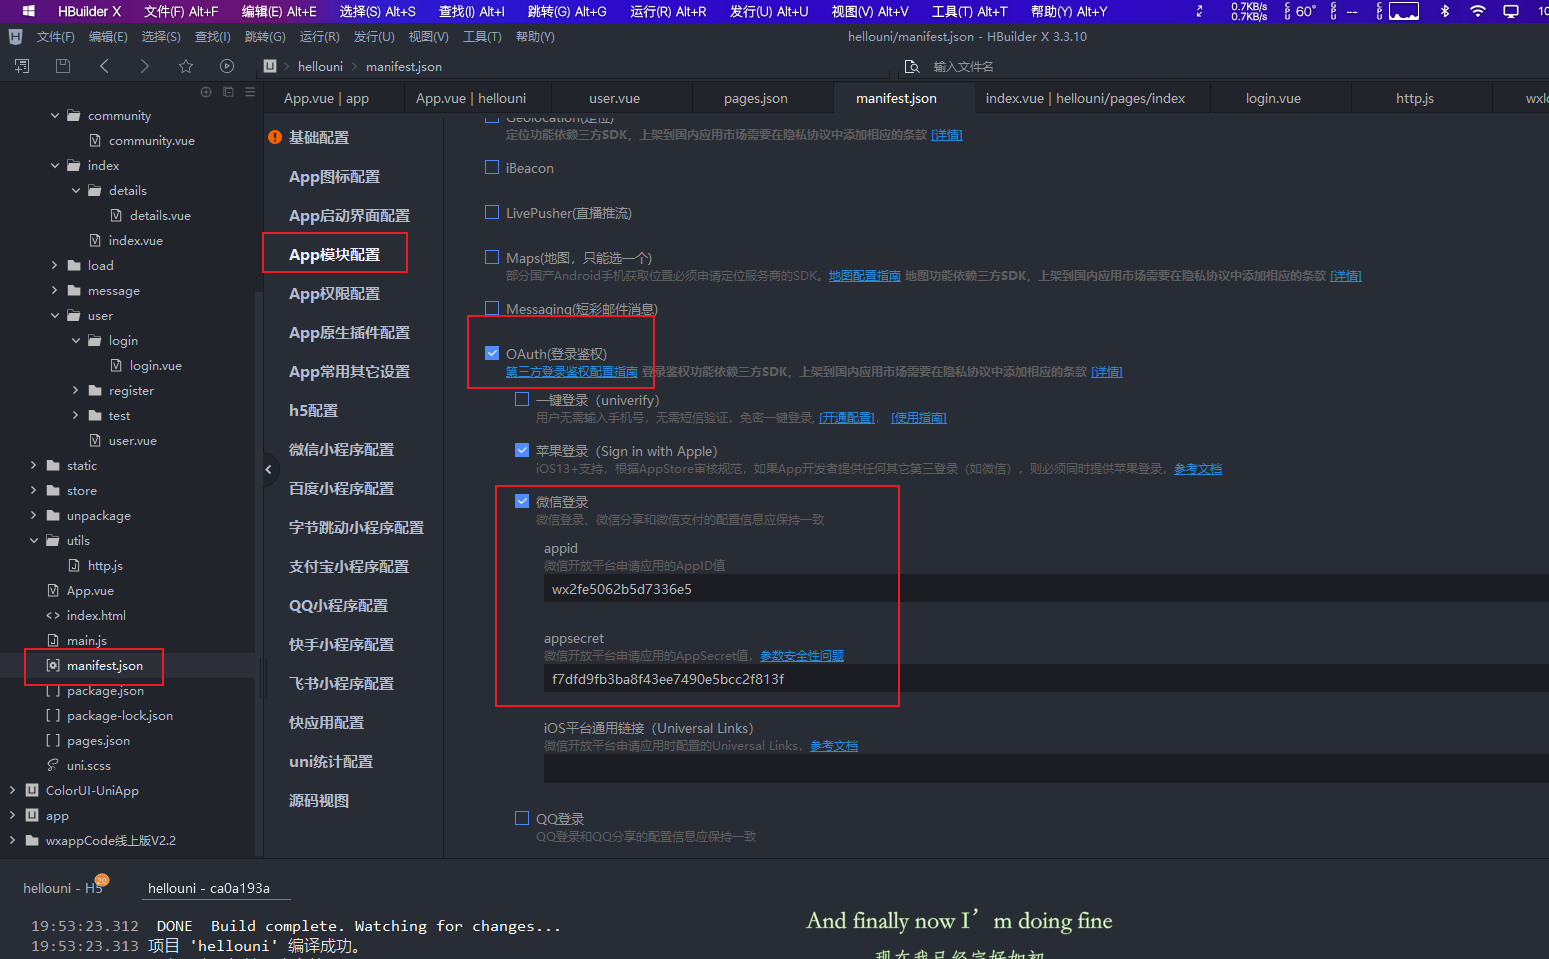 HBuilder X 文件(F) Alt+F 编辑(E) Alt+E 选择(S) Alt+S 查找(I) Alt+I 跳转(G) Alt+G 运行(R) Alt+R 发行(U) Alt+U 视图(V) Alt+V 工具(T) Alt+T 帮助(Y) Alt+Y 0.7KB/s 0.7KB/s CPU 60° -- 10
文件(F) 编辑(E) 选择(S) 查找(I) 跳转(G) 运行(R) 发行(U) 视图(V) 工具(T) 帮助(Y) hellouni/manifest.json - HBuilder X 3.3.10
hellouni manifest.json 输入文件名
App.vue | app App.vue | hellouni user.vue pages.json manifest.json index.vue | hellouni/pages/index login.vue http.js
community
community.vue
index
details
details.vue
index.vue
load
message
user
login
login.vue
register
test
user.vue
static
store
unpackage
utils
http.js
App.vue
index.html
main.js
manifest.json
package.json
package-lock.json
pages.json
uni.scss
ColorUI-UniApp
app
wxappCode线上版V2.2
基础配置
App图标配置
App启动界面配置
App模块配置
App权限配置
App原生插件配置
App常用其它设置
h5配置
微信小程序配置
百度小程序配置
字节跳动小程序配置
支付宝小程序配置
QQ小程序配置
快手小程序配置
飞书小程序配置
快应用配置
uni统计配置
源码视图
Geolocation(定位)
定位功能依赖三方SDK，上架到国内应用市场需要在隐私协议中添加相应的条款 [详情]
iBeacon
LivePusher(直播推流)
Maps(地图，只能选一个)
部分国产Android手机获取位置必须申请定位服务商的SDK。地图配置指南 地图功能依赖三方SDK，上架到国内应用市场需要在隐私协议中添加相应的条款 [详情]
Messaging(短彩邮件消息)
OAuth(登录鉴权)
第三方登录鉴权配置指南 登录鉴权功能依赖三方SDK，上架到国内应用市场需要在隐私协议中添加相应的条款 [详情]
一键登录（univerify）
用户无需输入手机号，无需短信验证，免密一键登录, [开通配置]， [使用指南]
苹果登录（Sign in with Apple）
iOS13+支持，根据AppStore审核规范，如果App开发者提供任何其它第三登录（如微信），则必须同时提供苹果登录，参考文档
微信登录
微信登录、微信分享和微信支付的配置信息应保持一致
appid
微信开放平台申请应用的AppID值
wx2fe5062b5d7336e5
appsecret
微信开放平台申请应用的AppSecret值，参数安全性问题
f7dfd9fb3ba8f43ee7490e5bcc2f813f
iOS平台通用链接（Universal Links）
微信开放平台申请应用时配置的Universal Links，参考文档
QQ登录
QQ登录和QQ分享的配置信息应保持一致
hellouni - H5 20 hellouni - ca0a193a
19:53:23.312 DONE Build complete. Watching for changes...
19:53:23.313 项目 'hellouni' 编译成功。
And finally now I’m doing fine